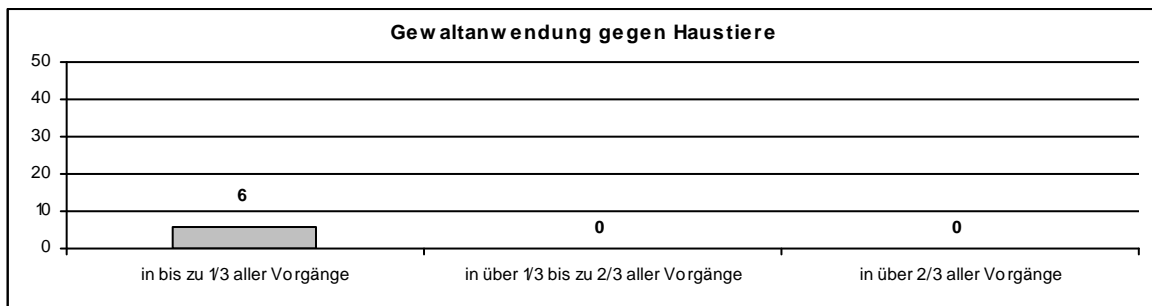 Gewaltanwendung gegen Haustiere
50
40
30
20
10
0
6
0
0
in bis zu 1/3 aller Vorgänge
in über 1/3 bis zu 2/3 aller Vorgänge
in über 2/3 aller Vorgänge